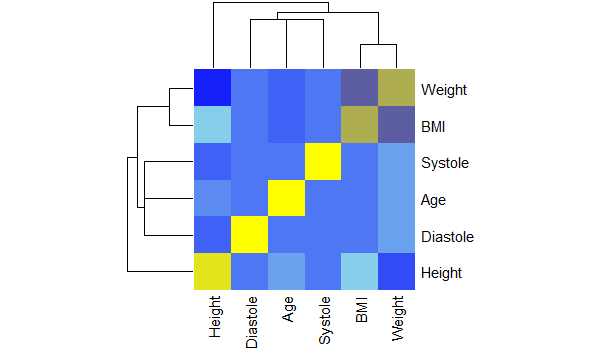 Weight
BMI
Systole
Age
Diastole
Height
Height
Diastole
Age
Systole
BMI
Weight